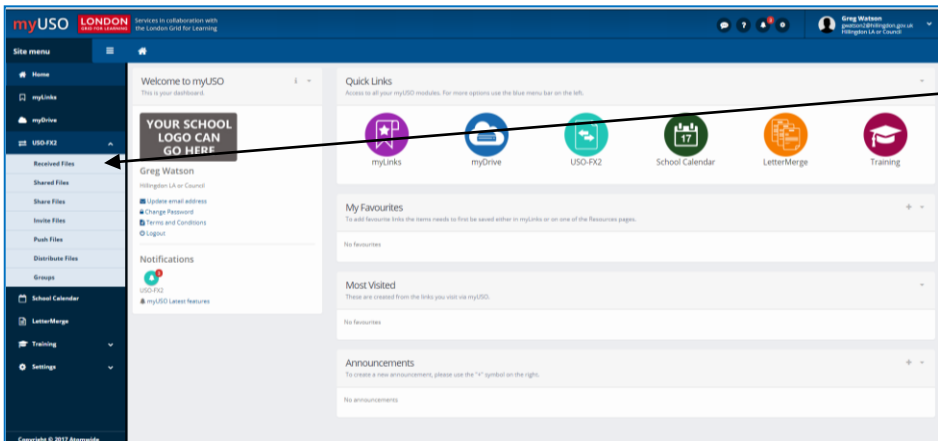 myUSO
LONDON
GRID FOR LEARNING
Services in collaboration with
the London Grid for Learning
Greg Watson
gwatson2@hillingdon.gov.uk
Hillingdon LA or Council
Site menu
Home
myLinks
myDrive
USO-FX2
Received Files
Shared Files
Share Files
Invite Files
Push Files
Distribute Files
Groups
School Calendar
LetterMerge
Training
Settings
Copyright © 2017 Atomwide
Welcome to myUSO
This is your dashboard.
YOUR SCHOOL
LOGO CAN
GO HERE
Greg Watson
Hillingdon LA or Council
Update email address
Change Password
Terms and Conditions
Logout
Notifications
USO-FX2
myUSO Latest features
Quick Links
Access to all your myUSO modules. For more options use the blue menu bar on the left.
17
myLinks
myDrive
USO-FX2
School Calendar
LetterMerge
Training
My Favourites
To add favourite links the items needs to first be saved either in myLinks or on one of the Resources pages.
No favourites
Most Visited
These are created from the links you visit via myUSO.
No favourites
Announcements
To create a new announcement, please use the "+" symbol on the right.
No announcements